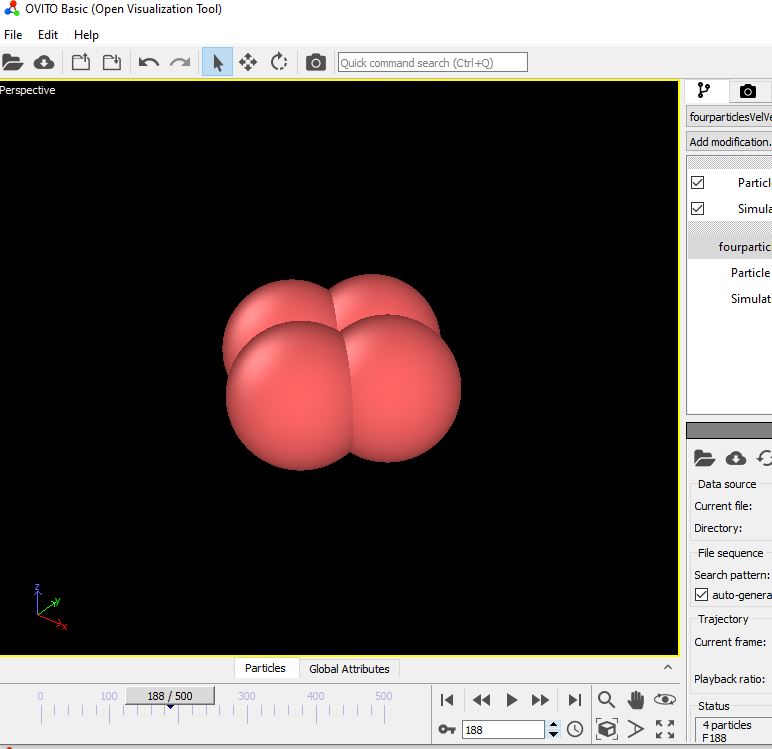 OVITO Basic (Open Visualization Tool)
File Edit Help
Quick command search (Ctrl+Q)
Perspective
fourparticlesVelVe
Add modification.
Particl
Simula
fourpartic
Particle
Simulat
Data source
Current file:
Directory:
File sequence
Search pattern:
auto-genera
Trajectory
Current frame:
Playback ratio:
Status
4 particles
F188
z
y
x
Particles Global Attributes
0 100 188 / 500 300 400 500
188